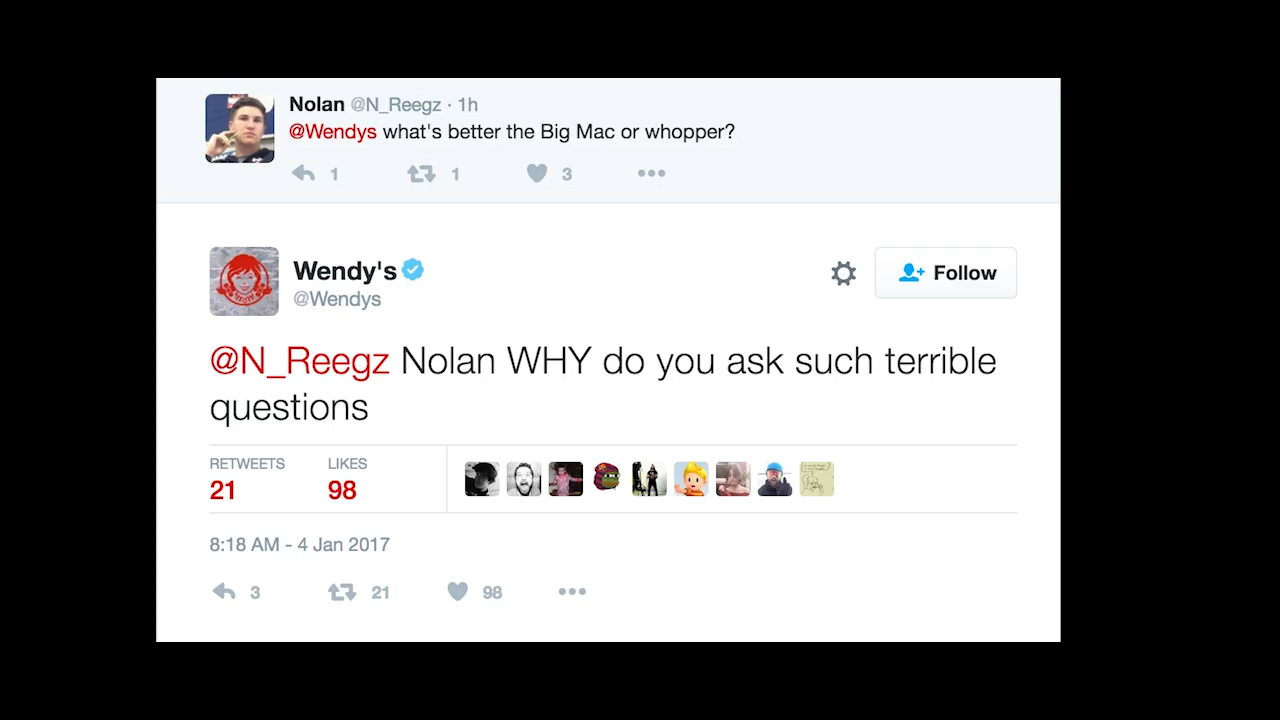 Nolan @N_Reegz · 1h
@Wendys what's better the Big Mac or whopper?
1 1 3
Wendy's
@Wendys
Follow
@N_Reegz Nolan WHY do you ask such terrible
questions
RETWEETS LIKES
21 98
8:18 AM - 4 Jan 2017
3 21 98